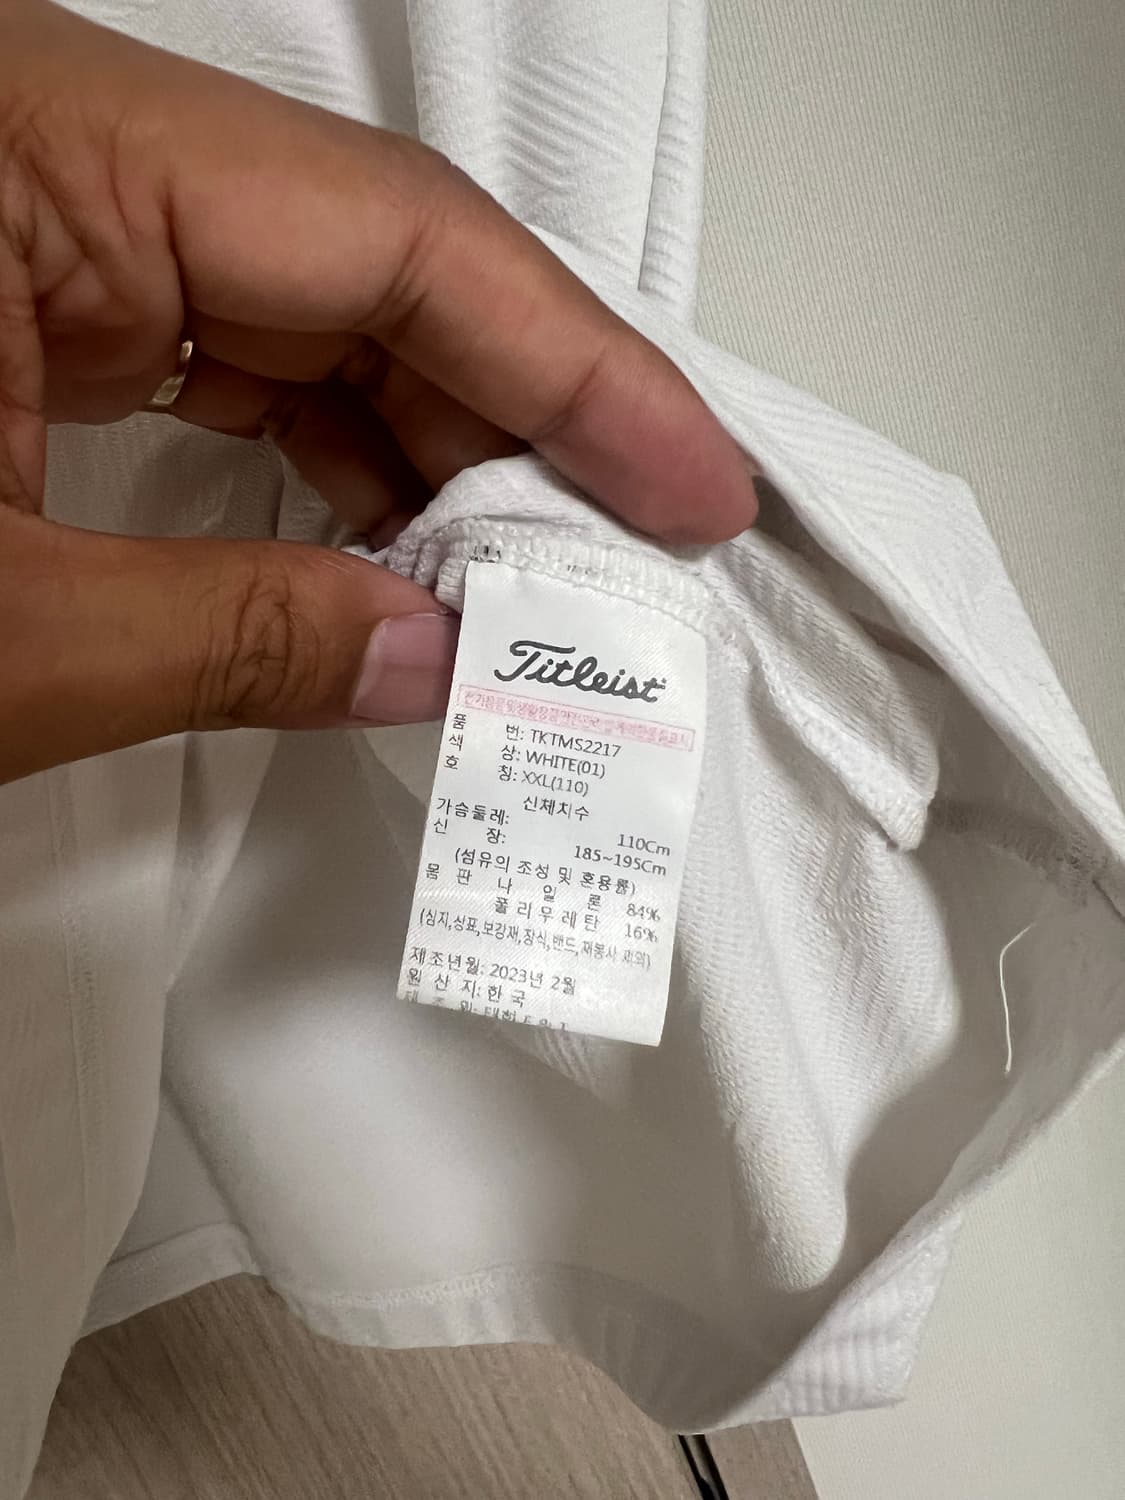 Titleist
품 번: TKTMS2217
색 상: WHITE(01)
호 칭: XXL(110)
신체치수
가슴둘레: 110Cm
신 장: 185~195Cm
(섬유의 조성 및 혼용률)
몸 판 나 일 론 84%
폴 리 우 레 탄 16%
(심지,상표,보강재,장식,밴드,재봉사 제외)
제조년월: 2023년 2월
원 산 지: 한 국